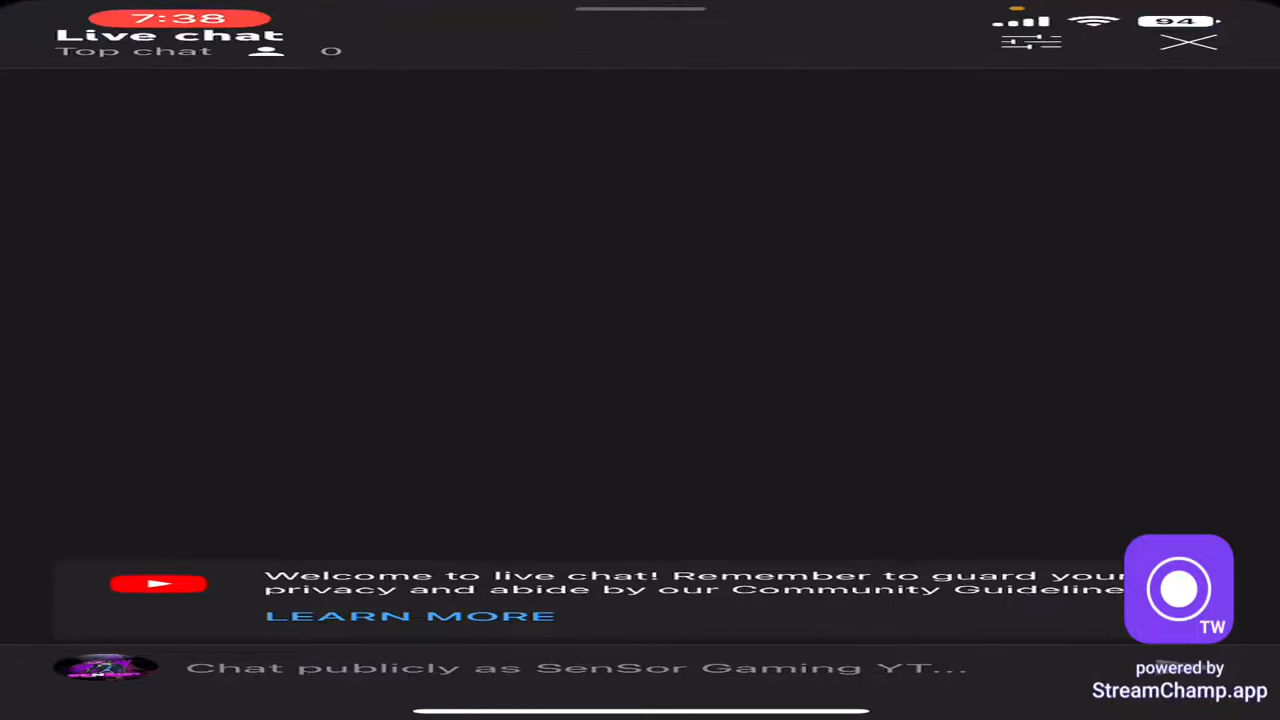 7:38
94
Live chat
Top chat 0
Welcome to live chat! Remember to guard your
privacy and abide by our Community Guideline
LEARN MORE
TW
Chat publicly as SenSor Gaming YT...
powered by
StreamChamp.app